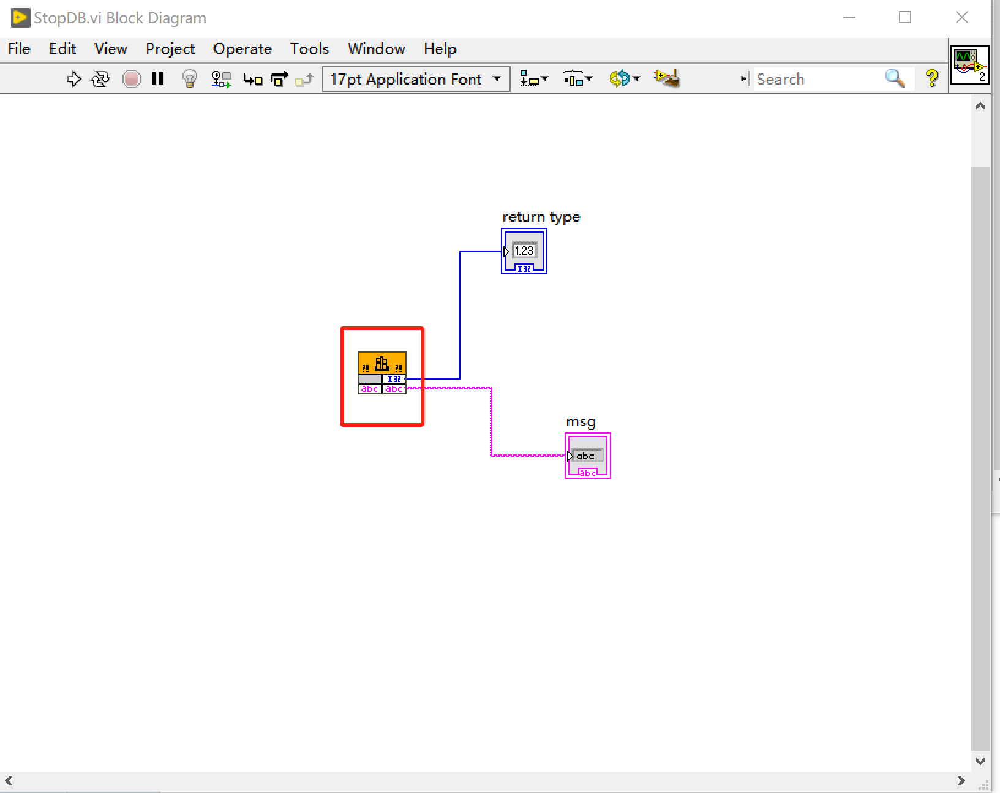 StopDB.vi Block Diagram
File Edit View Project Operate Tools Window Help
17pt Application Font
Search
?
2
return type
1.23
I32
?! ?!
I32
abc abc
msg
abc
abc